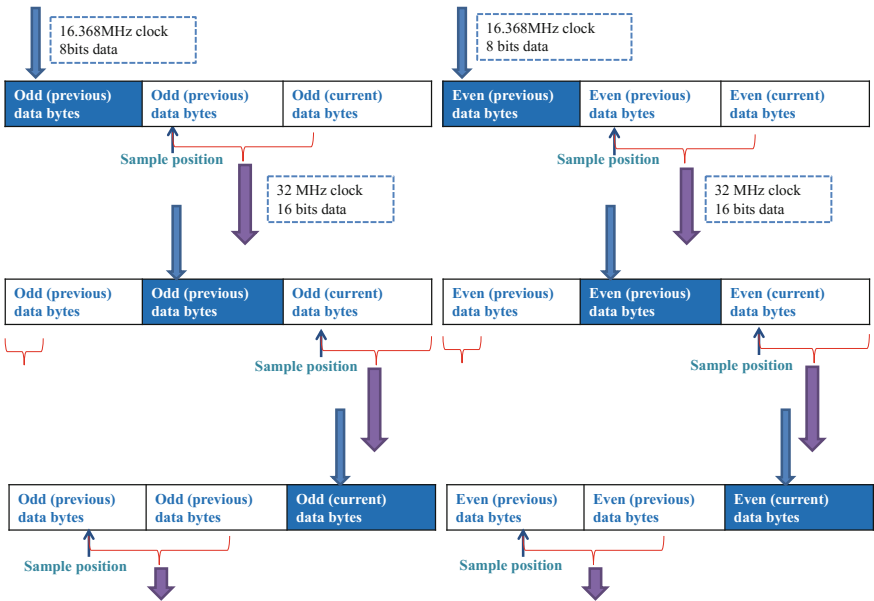 16.368MHz clock
8bits data
16.368MHz clock
8 bits data
Odd (previous) data bytes
Odd (previous) data bytes
Odd (current) data bytes
Even (previous) data bytes
Even (previous) data bytes
Even (current) data bytes
Sample position
Sample position
32 MHz clock
16 bits data
32 MHz clock
16 bits data
Odd (previous) data bytes
Odd (previous) data bytes
Odd (current) data bytes
Even (previous) data bytes
Even (previous) data bytes
Even (current) data bytes
Sample position
Sample position
Odd (previous) data bytes
Odd (previous) data bytes
Odd (current) data bytes
Even (previous) data bytes
Even (previous) data bytes
Even (current) data bytes
Sample position
Sample position